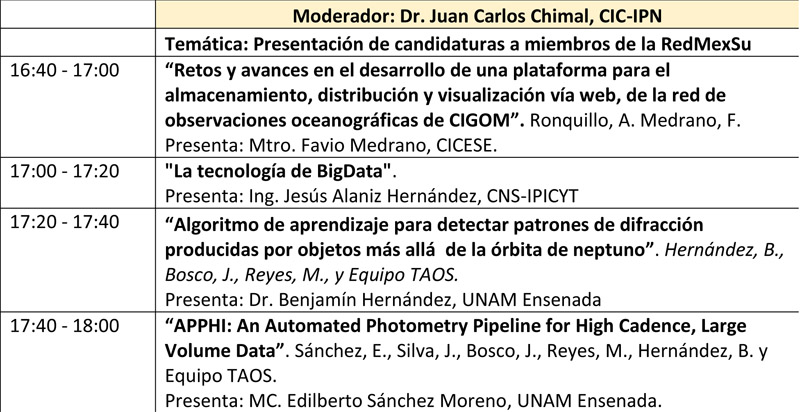 Moderador: Dr. Juan Carlos Chimal, CIC-IPN
Temática: Presentación de candidaturas a miembros de la RedMexSu
16:40 - 17:00
“Retos y avances en el desarrollo de una plataforma para el
almacenamiento, distribución y visualización vía web, de la red de
observaciones oceanográficas de CIGOM”. Ronquillo, A. Medrano, F.
Presenta: Mtro. Favio Medrano, CICESE.
17:00 - 17:20
"La tecnología de BigData".
Presenta: Ing. Jesús Alaniz Hernández, CNS-IPICYT
17:20 - 17:40
“Algoritmo de aprendizaje para detectar patrones de difracción
producidas por objetos más allá  de la órbita de neptuno”. Hernández, B.,
Bosco, J., Reyes, M., y Equipo TAOS.
Presenta: Dr. Benjamín Hernández, UNAM Ensenada
17:40 - 18:00
“APPHI: An Automated Photometry Pipeline for High Cadence, Large
Volume Data”. Sánchez, E., Silva, J., Bosco, J., Reyes, M., Hernández, B. y
Equipo TAOS.
Presenta: MC. Edilberto Sánchez Moreno, UNAM Ensenada.